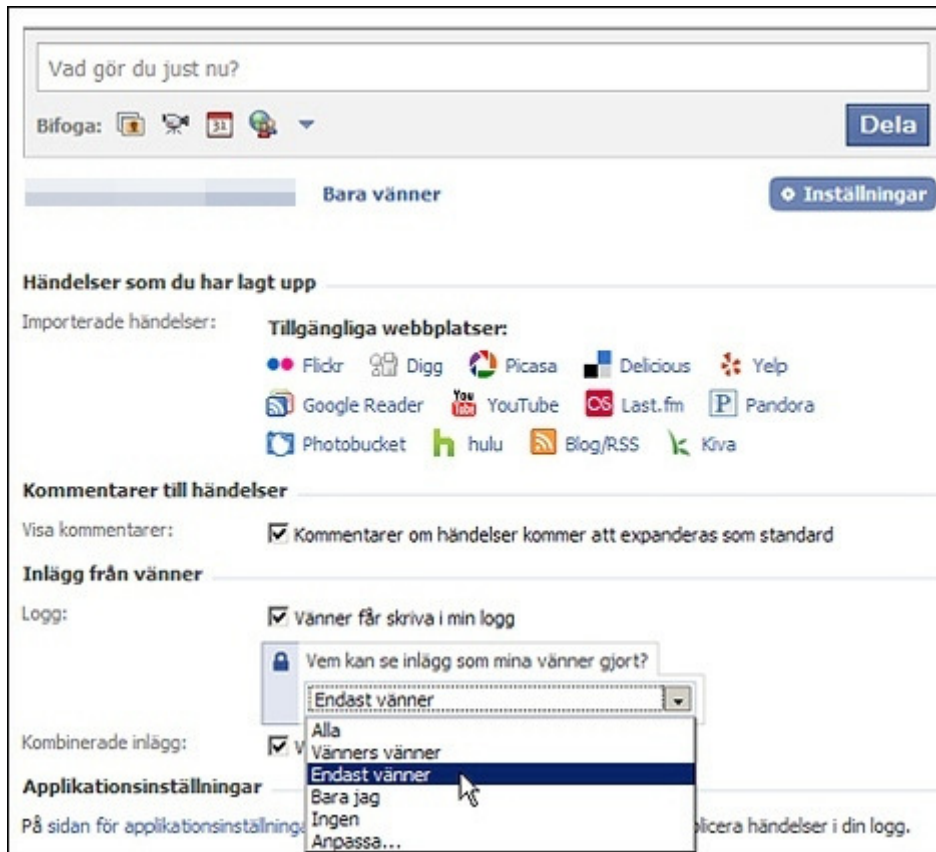 Vad gör du just nu?
Bifoga: 31 Dela
Bara vänner Inställningar
Händelser som du har lagt upp
Importerade händelser: Tillgängliga webbplatser:
Flickr Digg Picasa Delicious Yelp
Google Reader You Tube YouTube Last.fm P Pandora
Photobucket h hulu Blog/RSS Kiva
Kommentarer till händelser
Visa kommentarer: Kommentarer om händelser kommer att expanderas som standard
Inlägg från vänner
Logg: Vänner får skriva i min logg
Vem kan se inlägg som mina vänner gjort?
Endast vänner
Alla
Kombinerade inlägg: V
Vänners vänner
Endast vänner
Applikationsinställningar
Bara jag
Ingen
På sidan för applikationsinställninga licera händelser i din logg.
Anpassa...